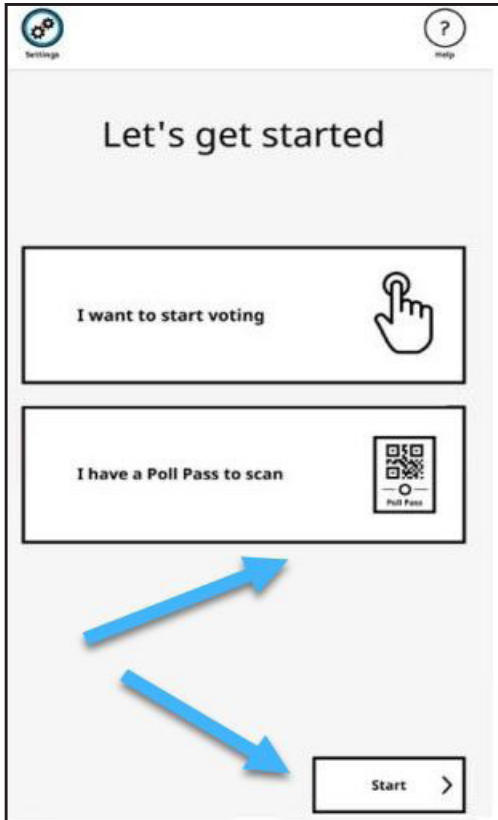 Settings
?
Help
Let's get started
I want to start voting
I have a Poll Pass to scan
Poll Pass
Start